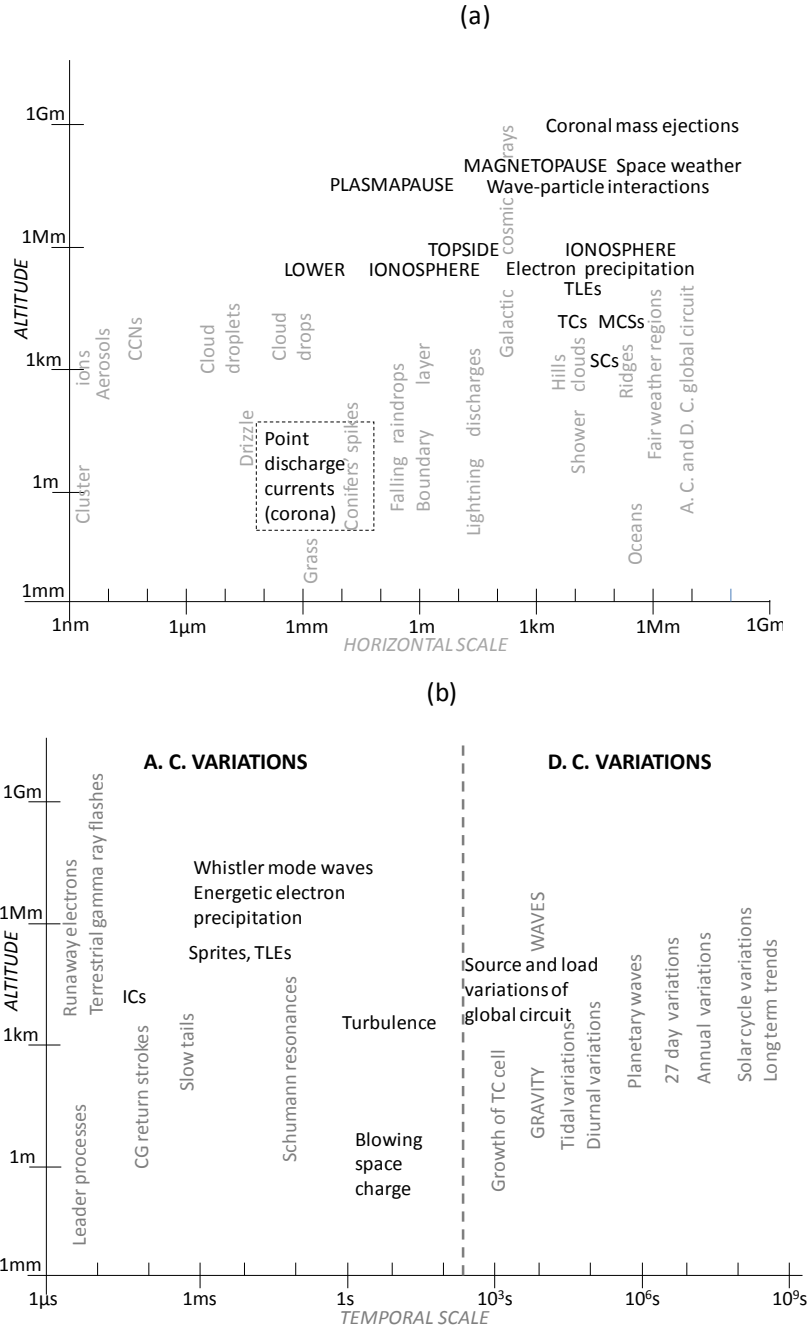 (a)
ALTITUDE
1Gm
1Mm
1km
1m
1mm
Coronal mass ejections
MAGNETOPAUSE Space weather
PLASMAPAUSE
Wave-particle interactions
TOPSIDE IONOSPHERE
LOWER IONOSPHERE
Electron precipitation
TLEs
TCs MCSs
SCs
Cluster ions
Aerosols
CCNs
Cloud droplets
Drizzle
Cloud drops
Point
discharge
currents
(corona)
Grass
Conifers' spikes
Falling raindrops
Boundary layer
Lightning discharges
Galactic cosmic rays
Hills
Shower clouds
Ridges
Oceans
Fair weather regions
A. C. and D. C. global circuit
1nm 1μm 1mm 1m 1km 1Mm 1Gm
HORIZONTAL SCALE
(b)
ALTITUDE
1Gm
1Mm
1km
1m
1mm
A. C. VARIATIONS
D. C. VARIATIONS
Runaway electrons
Terrestrial gamma ray flashes
Leader processes
ICs
CG return strokes
Slow tails
Whistler mode waves
Energetic electron
precipitation
Sprites, TLEs
Schumann resonances
Turbulence
Blowing
space
charge
Source and load
variations of
global circuit
Growth of TC cell
GRAVITY WAVES
Tidal variations
Diurnal variations
Planetary waves
27 day variations
Annual variations
Solar cycle variations
Long term trends
1μs 1ms 1s 10³s 10⁶s 10⁹s
TEMPORAL SCALE